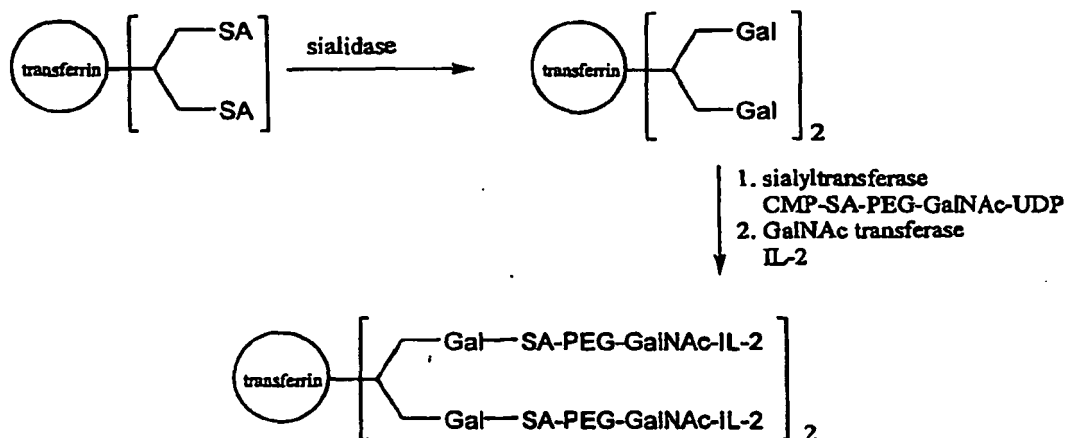 SA
transferrin
SA
sialidase
Gal
transferrin
Gal
2
1. sialyltransferase
CMP-SA-PEG-GalNAc-UDP
2. GalNAc transferase
IL-2
Gal SA-PEG-GalNAc-IL-2
transferrin
Gal SA-PEG-GalNAc-IL-2
2